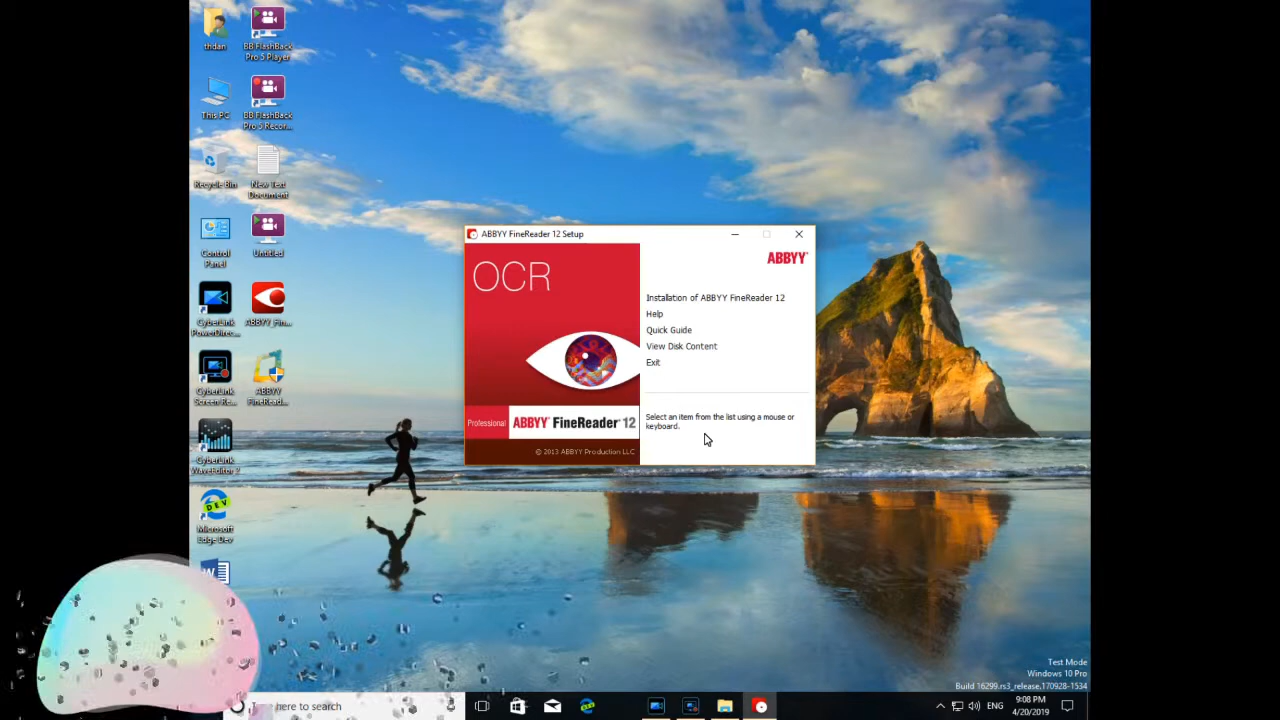 thdan
BB FlashBack
Pro 5 Player
This PC
BB FlashBack
Pro 5 Recor...
Recycle Bin
New Text
Document
Control
Panel
Untitled
CyberLink
PowerDirec...
ABBYY_Fin...
CyberLink
Screen Re...
ABBYY
FineRead...
CyberLink
WaveEditor 2
Microsoft
Edge Dev
DEV
W
ABBYY FineReader 12 Setup
OCR
ABBYY
Installation of ABBYY FineReader 12
Help
Quick Guide
View Disk Content
Exit
Select an item from the list using a mouse or
keyboard.
Professional ABBYY FineReader 12
© 2013 ABBYY Production LLC
Test Mode
Windows 10 Pro
Build 16299.rs3_release.170928-1534
here to search
ENG
9:08 PM
4/20/2019